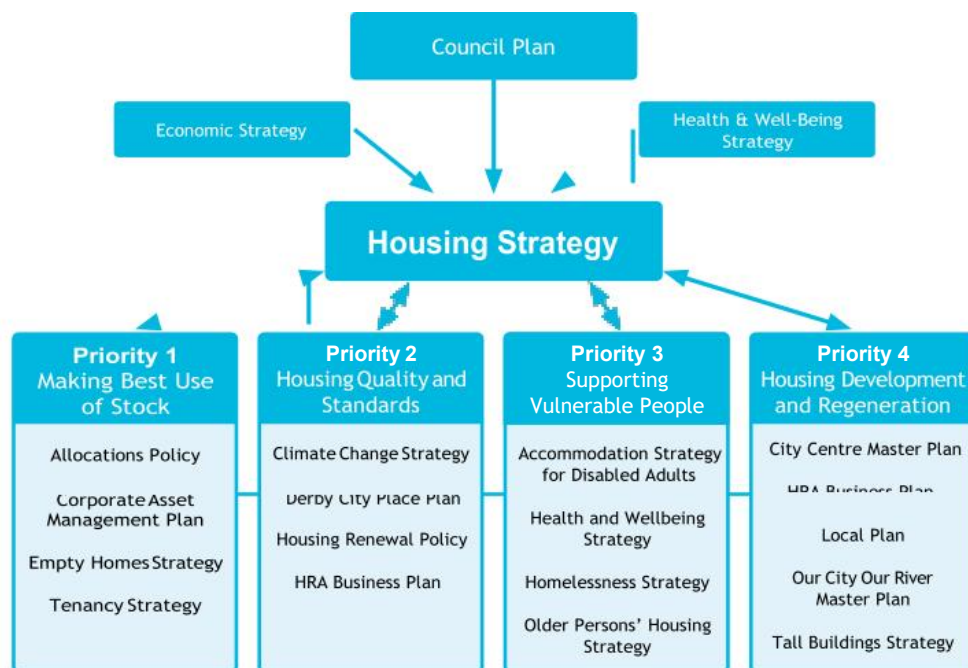 Council Plan
Economic Strategy
Health & Well-Being
Strategy
Housing Strategy
Priority 1
Making Best Use
of Stock
Allocations Policy
Corporate Asset
Management Plan
Empty Homes Strategy
Tenancy Strategy
Priority 2
Housing Quality and
Standards
Climate Change Strategy
Derby City Place Plan
Housing Renewal Policy
HRA Business Plan
Priority 3
Supporting
Vulnerable People
Accommodation Strategy
for Disabled Adults
Health and Wellbeing
Strategy
Homelessness Strategy
Older Persons’ Housing
Strategy
Priority 4
Housing Development
and Regeneration
City Centre Master Plan
HRA Business Plan
Local Plan
Our City Our River
Master Plan
Tall Buildings Strategy